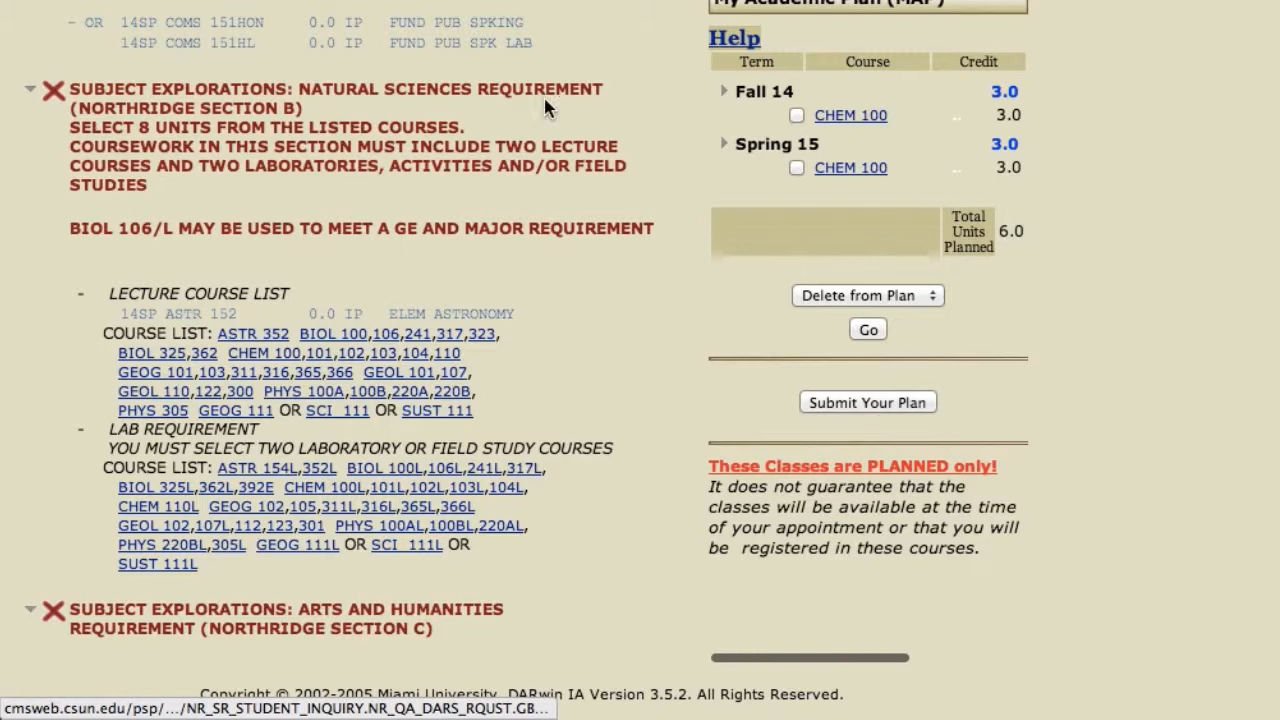 - OR 14SP COMS 151HON 0.0 IP FUND PUB SPKING
14SP COMS 151HL 0.0 IP FUND PUB SPK LAB
SUBJECT EXPLORATIONS: NATURAL SCIENCES REQUIREMENT
(NORTHRIDGE SECTION B)
SELECT 8 UNITS FROM THE LISTED COURSES.
COURSEWORK IN THIS SECTION MUST INCLUDE TWO LECTURE
COURSES AND TWO LABORATORIES, ACTIVITIES AND/OR FIELD
STUDIES
BIOL 106/L MAY BE USED TO MEET A GE AND MAJOR REQUIREMENT
- LECTURE COURSE LIST
14SP ASTR 152 0.0 IP ELEM ASTRONOMY
COURSE LIST: ASTR 352 BIOL 100,106,241,317,323,
BIOL 325,362 CHEM 100,101,102,103,104,110
GEOG 101,103,311,316,365,366 GEOL 101,107,
GEOL 110,122,300 PHYS 100A,100B,220A,220B,
PHYS 305 GEOG 111 OR SCI 111 OR SUST 111
- LAB REQUIREMENT
YOU MUST SELECT TWO LABORATORY OR FIELD STUDY COURSES
COURSE LIST: ASTR 154L,352L BIOL 100L,106L,241L,317L,
BIOL 325L,362L,392E CHEM 100L,101L,102L,103L,104L,
CHEM 110L GEOG 102,105,311L,316L,365L,366L
GEOL 102,107L,112,123,301 PHYS 100AL,100BL,220AL,
PHYS 220BL,305L GEOG 111L OR SCI 111L OR
SUST 111L
SUBJECT EXPLORATIONS: ARTS AND HUMANITIES
REQUIREMENT (NORTHRIDGE SECTION C)
My Academic Plan (MAP)
Help
Term Course Credit
Fall 14 3.0
CHEM 100 .. 3.0
Spring 15 3.0
CHEM 100 .. 3.0
Total
Units
Planned 6.0
Delete from Plan
Go
Submit Your Plan
These Classes are PLANNED only!
It does not guarantee that the
classes will be available at the time
of your appointment or that you will
be registered in these courses.
Copyright © 2002-2005 Miami University, DARwin IA Version 3.5.2. All Rights Reserved.
cmsweb.csun.edu/psp/.../NR_SR_STUDENT_INQUIRY.NR_QA_DARS_RQUST.GB...